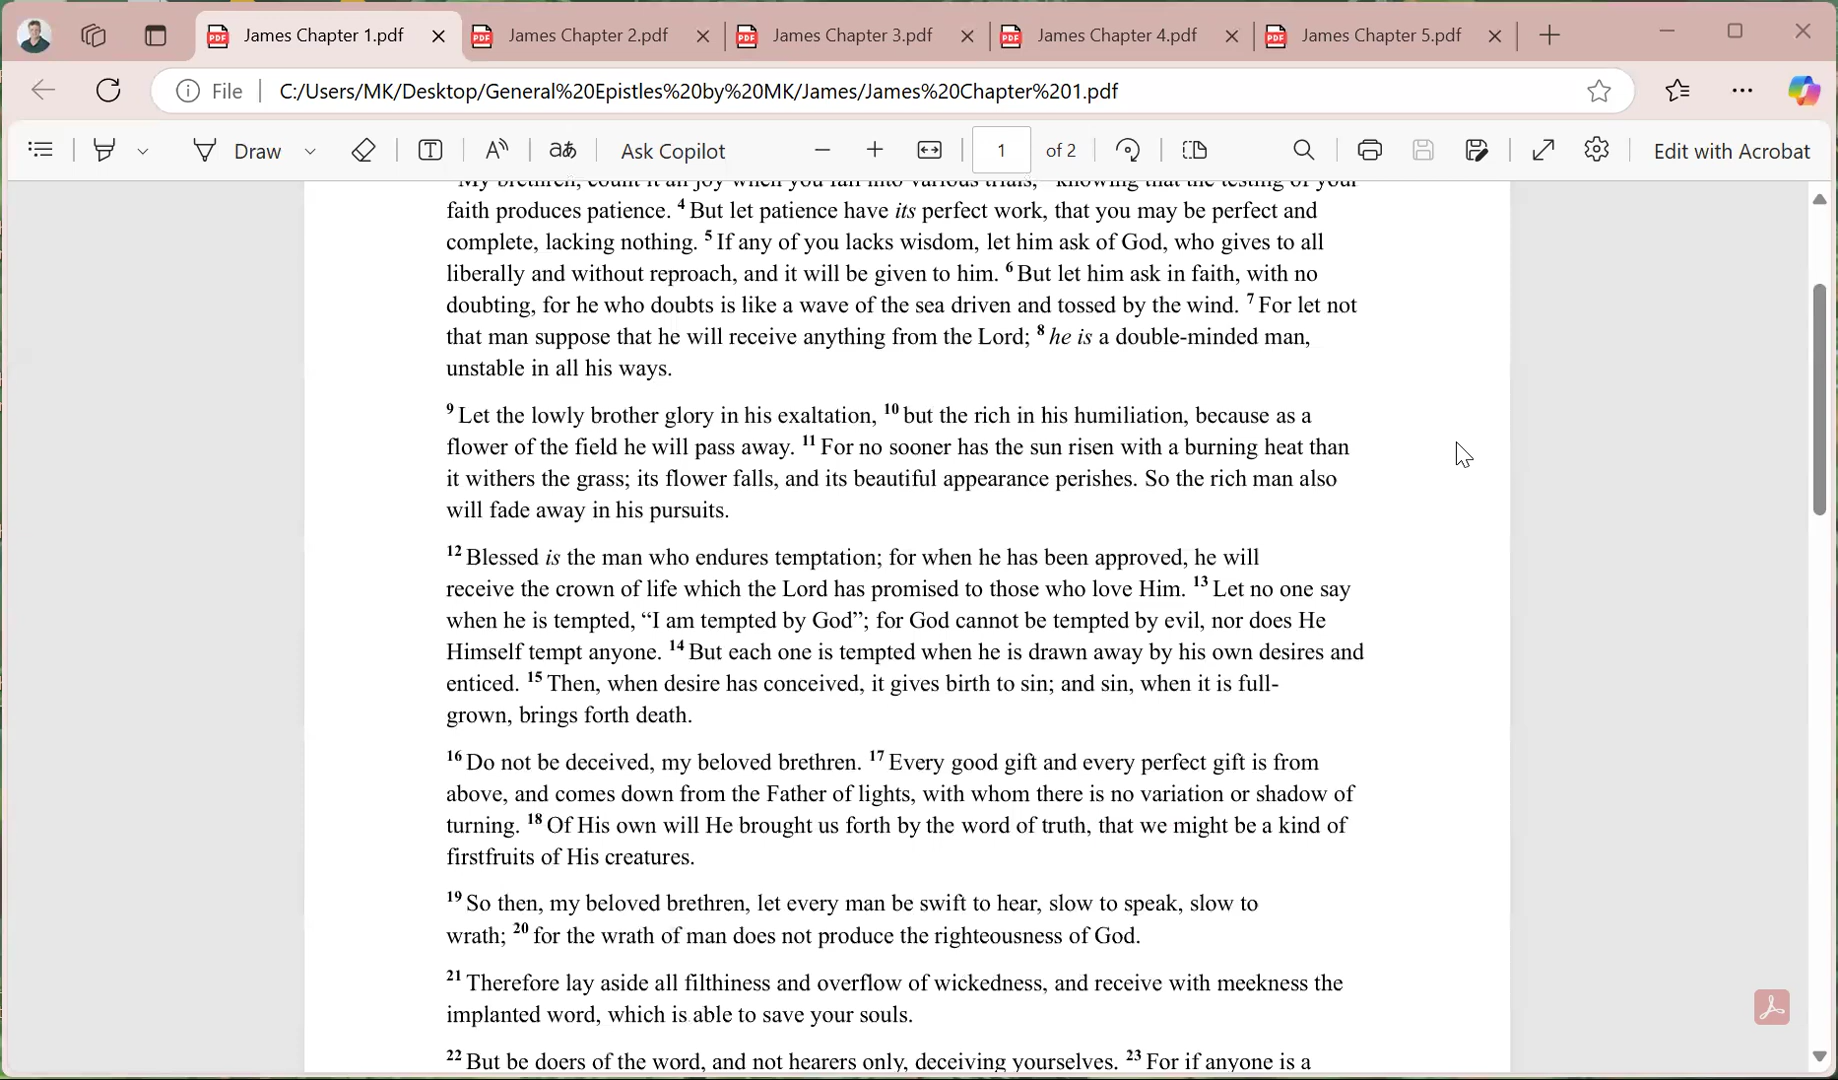 James Chapter 1.pdf
James Chapter 2.pdf
James Chapter 3.pdf
James Chapter 4.pdf
James Chapter 5.pdf
File C:/Users/MK/Desktop/General%20Epistles%20by%20MK/James/James%20Chapter%201.pdf
Draw aあ Ask Copilot 1 of 2 Edit with Acrobat
My brethren, count it all joy when you fall into various trials, knowing that the testing of your
faith produces patience. 4 But let patience have its perfect work, that you may be perfect and
complete, lacking nothing. 5 If any of you lacks wisdom, let him ask of God, who gives to all
liberally and without reproach, and it will be given to him. 6 But let him ask in faith, with no
doubting, for he who doubts is like a wave of the sea driven and tossed by the wind. 7 For let not
that man suppose that he will receive anything from the Lord; 8 he is a double-minded man,
unstable in all his ways.
9 Let the lowly brother glory in his exaltation, 10 but the rich in his humiliation, because as a
flower of the field he will pass away. 11 For no sooner has the sun risen with a burning heat than
it withers the grass; its flower falls, and its beautiful appearance perishes. So the rich man also
will fade away in his pursuits.
12 Blessed is the man who endures temptation; for when he has been approved, he will
receive the crown of life which the Lord has promised to those who love Him. 13 Let no one say
when he is tempted, “I am tempted by God”; for God cannot be tempted by evil, nor does He
Himself tempt anyone. 14 But each one is tempted when he is drawn away by his own desires and
enticed. 15 Then, when desire has conceived, it gives birth to sin; and sin, when it is full-
grown, brings forth death.
16 Do not be deceived, my beloved brethren. 17 Every good gift and every perfect gift is from
above, and comes down from the Father of lights, with whom there is no variation or shadow of
turning. 18 Of His own will He brought us forth by the word of truth, that we might be a kind of
firstfruits of His creatures.
19 So then, my beloved brethren, let every man be swift to hear, slow to speak, slow to
wrath; 20 for the wrath of man does not produce the righteousness of God.
21 Therefore lay aside all filthiness and overflow of wickedness, and receive with meekness the
implanted word, which is able to save your souls.
22 But be doers of the word, and not hearers only, deceiving yourselves. 23 For if anyone is a